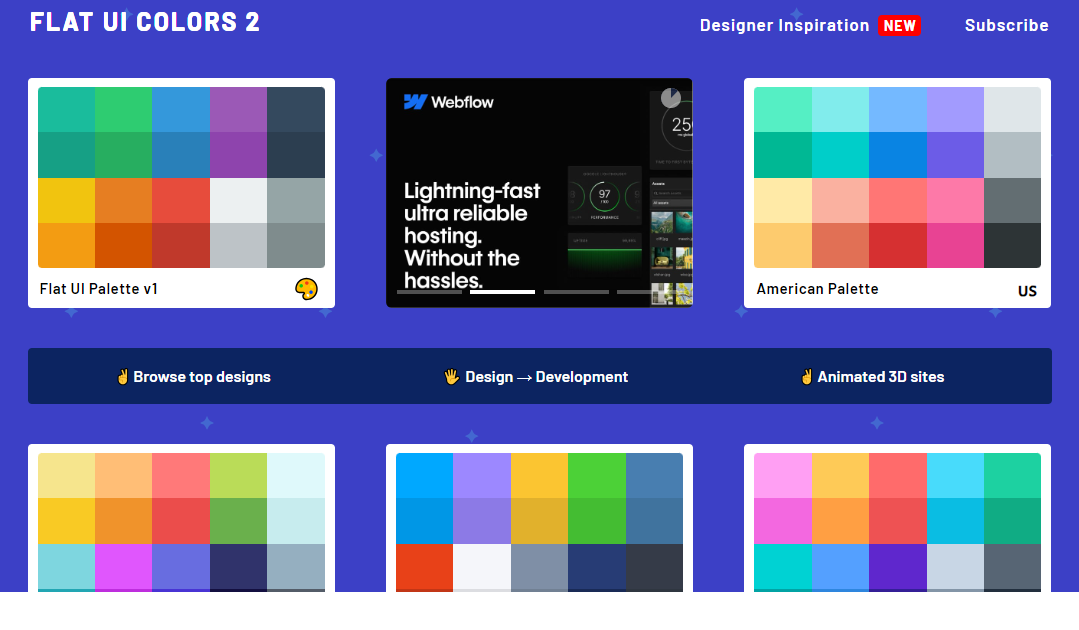 FLAT UI COLORS 2
Designer Inspiration NEW
Subscribe
Webflow
Lightning-fast
ultra reliable
hosting.
Without the
hassles.
97
PERFORMANCE
Assets
Flat UI Palette v1
American Palette
US
✌ Browse top designs
🖐 Design → Development
✌ Animated 3D sites